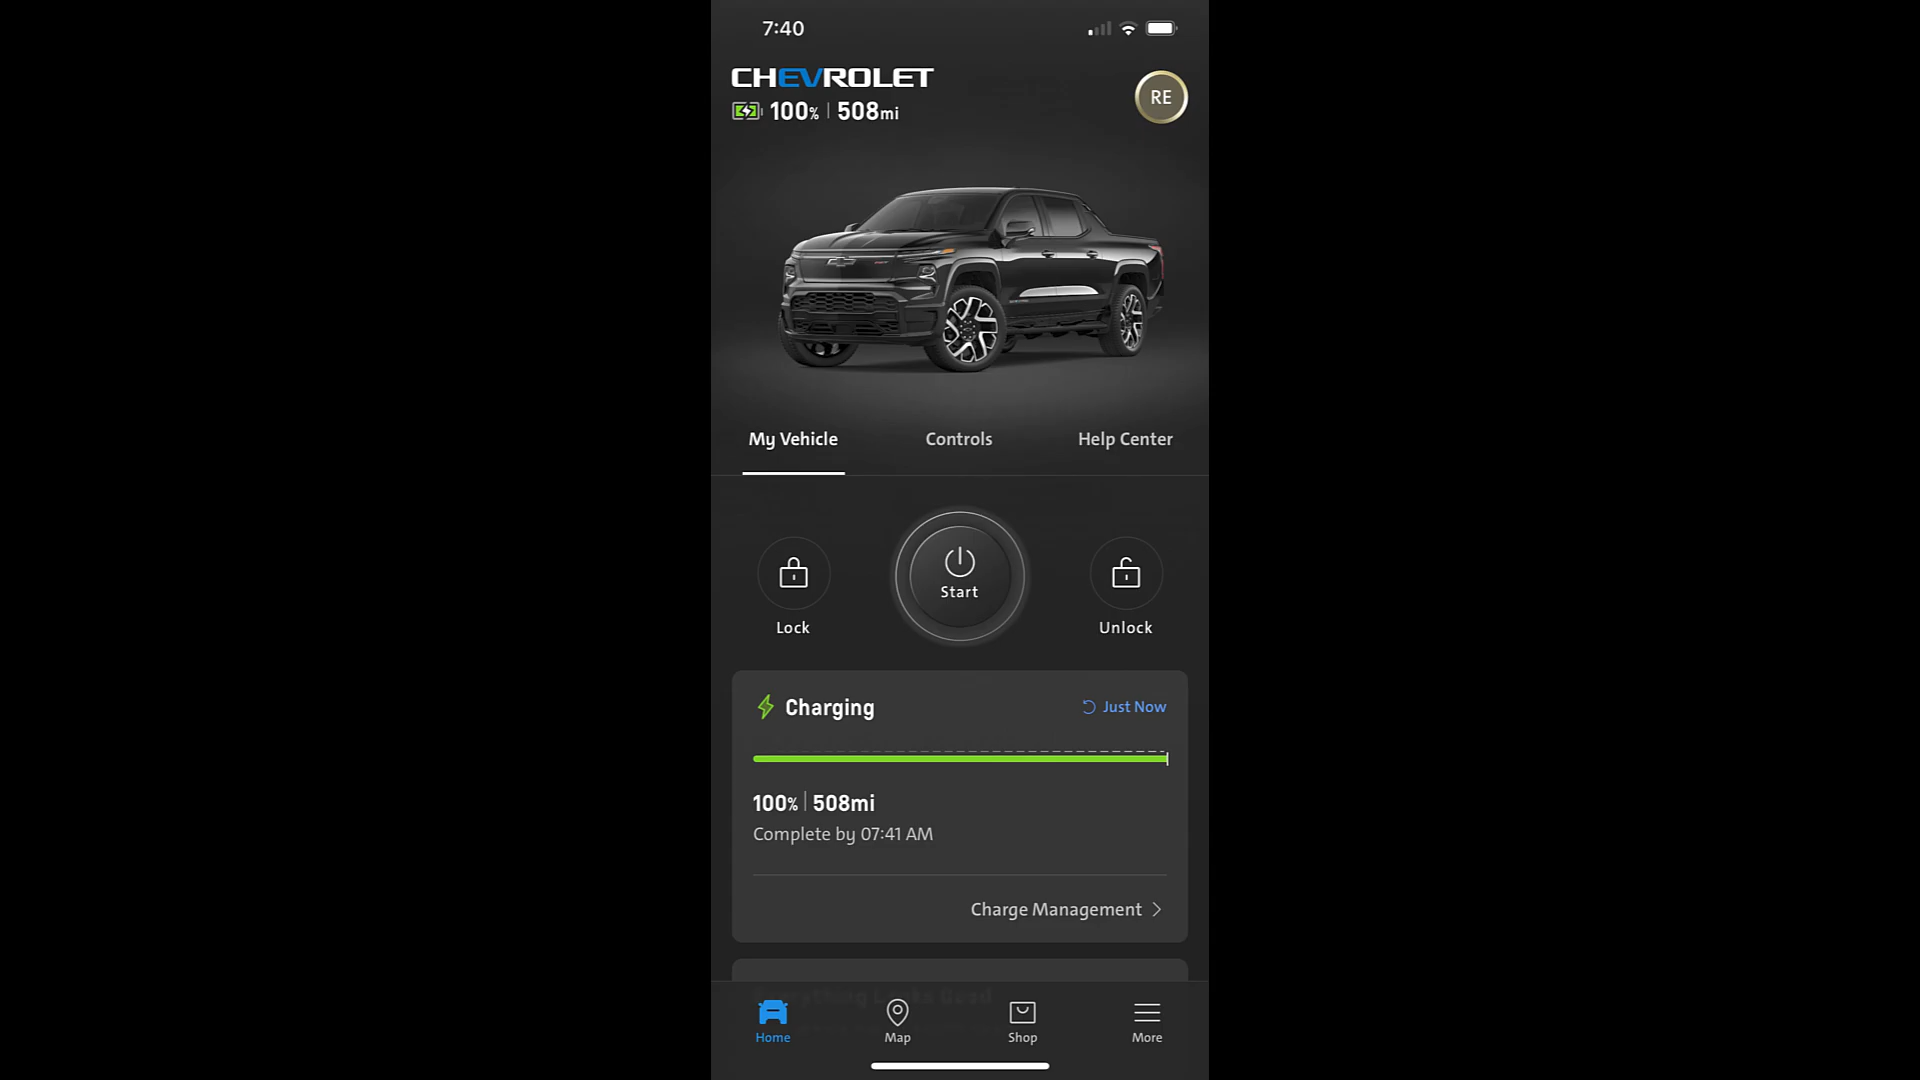 7:40
CHEVROLET
100% | 508mi
RE
My Vehicle Controls Help Center
Start
Lock Unlock
Charging Just Now
100% | 508mi
Complete by 07:41 AM
Charge Management
Home Map Shop More